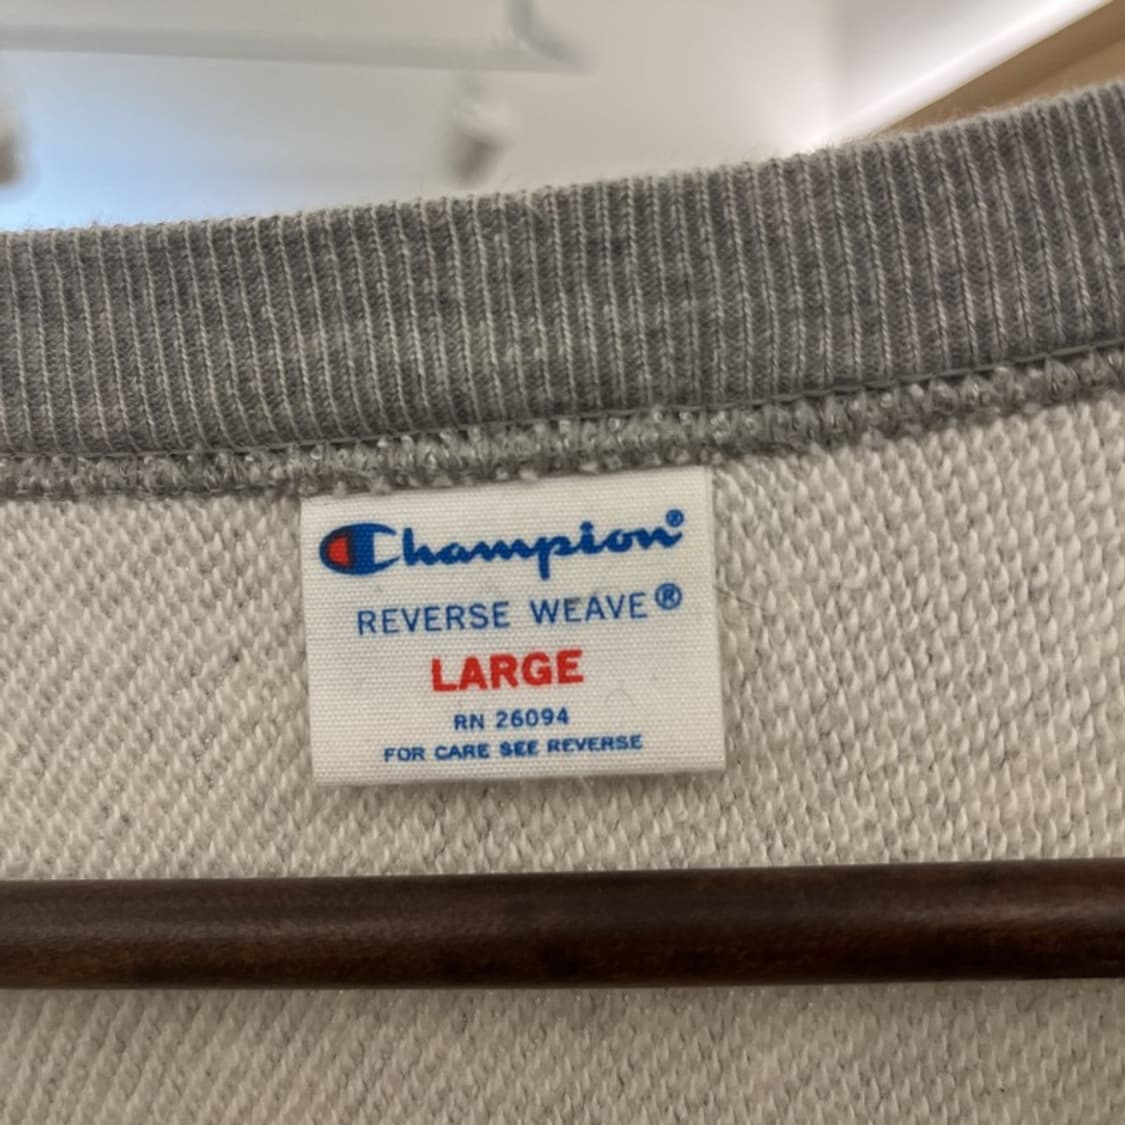 Champion®
REVERSE WEAVE®
LARGE
RN 26094
FOR CARE SEE REVERSE